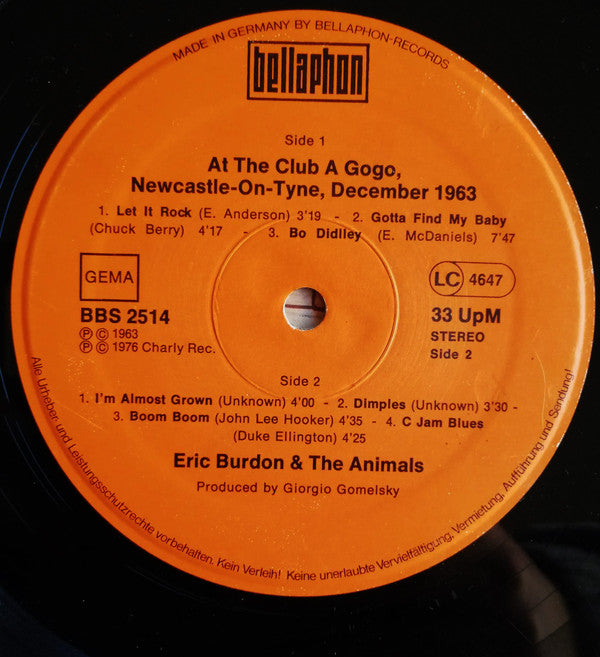 MADE IN GERMANY BY BELLAPHON-RECORDS
bellaphon
Side 1
At The Club A Gogo,
Newcastle-On-Tyne, December 1963
1. Let It Rock (E. Anderson) 3'19 - 2. Gotta Find My Baby
(Chuck Berry) 4'17 - 3. Bo Didlley (E. McDaniels) 7'47
GEMA
LC 4647
BBS 2514
33 UpM
Ⓟ © 1963
STEREO
Ⓟ © 1976 Charly Rec.
Side 2
Side 2
1. I'm Almost Grown (Unknown) 4'00 - 2. Dimples (Unknown) 3'30 -
3. Boom Boom (John Lee Hooker) 4'35 - 4. C Jam Blues
(Duke Ellington) 4'25
Eric Burdon & The Animals
Produced by Giorgio Gomelsky
Alle Urheber und Leistungsschutzrechte vorbehalten. Kein Verleih! Keine unerlaubte Vervielfältigung, Vermietung, Aufführung und Sendung!